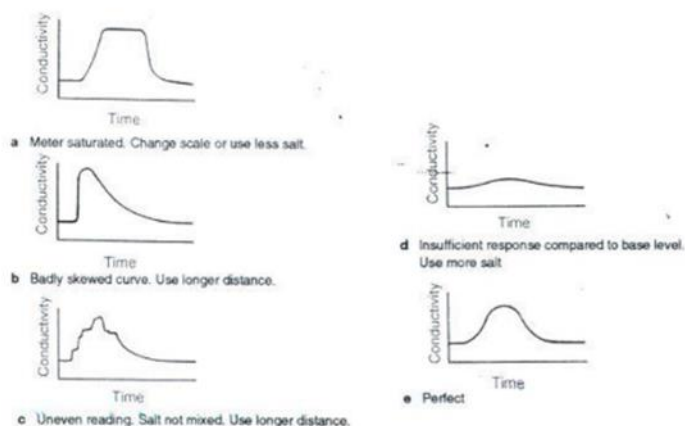 Conductivity
Time
a Meter saturated. Change scale or use less salt.
Conductivity
Time
b Badly skewed curve. Use longer distance.
Conductivity
Time
c Uneven reading. Salt not mixed. Use longer distance.
Conductivity
Time
d Insufficient response compared to base level.
Use more salt
Conductivity
Time
e Perfect